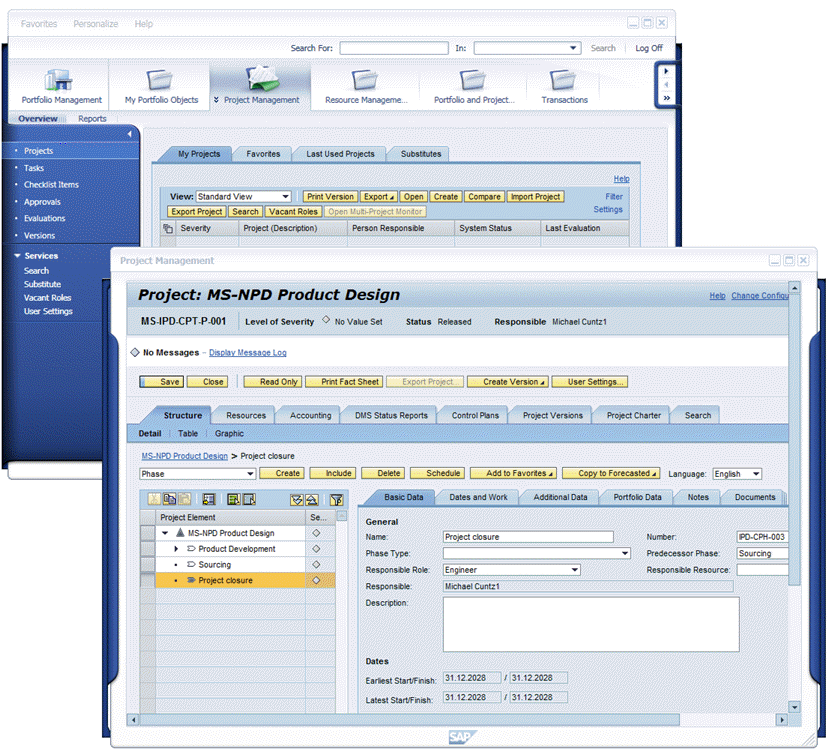 Favorites Personalize Help
Search For: In: Search Log Off
Portfolio Management My Portfolio Objects Project Management Resource Manageme... Portfolio and Project... Transactions
Overview Reports
Projects
Tasks
Checklist Items
Approvals
Evaluations
Versions
Services
Search
Substitute
Vacant Roles
User Settings
My Projects Favorites Last Used Projects Substitutes
Help
View: Standard View Print Version Export Open Create Compare Import Project Filter
Export Project Search Vacant Roles Open Multi-Project Monitor Settings
Severity Project (Description) Person Responsible System Status Last Evaluation
Project Management
Project: MS-NPD Product Design Help Change Configu
MS-IPD-CPT-P-001 Level of Severity No Value Set Status Released Responsible Michael Cuntz1
No Messages - Display Message Log
Save Close Read Only Print Fact Sheet Export Project... Create Version User Settings...
Structure Resources Accounting DMS Status Reports Control Plans Project Versions Project Charter Search
Detail Table Graphic
MS-NPD Product Design > Project closure
Phase Create Include Delete Schedule Add to Favorites Copy to Forecasted Language: English
Project Element Se...
MS-NPD Product Design
Product Development
Sourcing
Project closure
Basic Data Dates and Work Additional Data Portfolio Data Notes Documents
General
Name: Project closure Number: IPD-CPH-003
Phase Type: Predecessor Phase: Sourcing
Responsible Role: Engineer Responsible Resource:
Responsible: Michael Cuntz1
Description:
Dates
Earliest Start/Finish: 31.12.2028 / 31.12.2028
Latest Start/Finish: 31.12.2028 / 31.12.2028
SAP